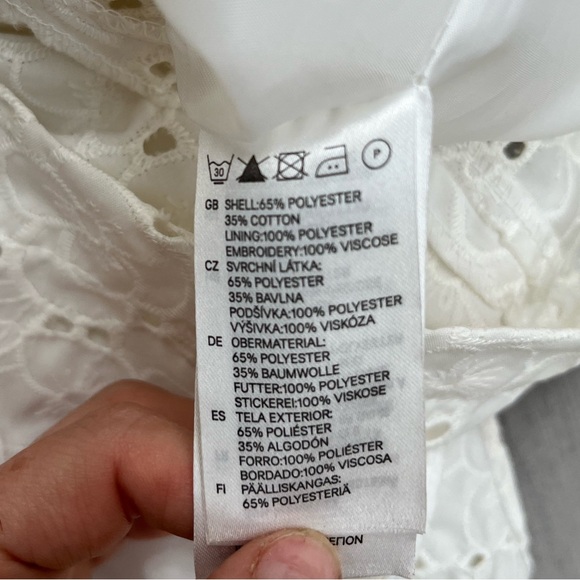 30
P
GB SHELL:65% POLYESTER
35% COTTON
LINING:100% POLYESTER
EMBROIDERY:100% VISCOSE
CZ SVRCHNÍ LÁTKA:
65% POLYESTER
35% BAVLNA
PODŠÍVKA:100% POLYESTER
VÝŠIVKA:100% VISKÓZA
DE OBERMATERIAL:
65% POLYESTER
35% BAUMWOLLE
FUTTER:100% POLYESTER
STICKEREI:100% VISKOSE
ES TELA EXTERIOR:
65% POLIÉSTER
35% ALGODÓN
FORRO:100% POLIÉSTER
BORDADO:100% VISCOSA
FI PÄÄLLISKANGAS:
65% POLYESTERIÄ